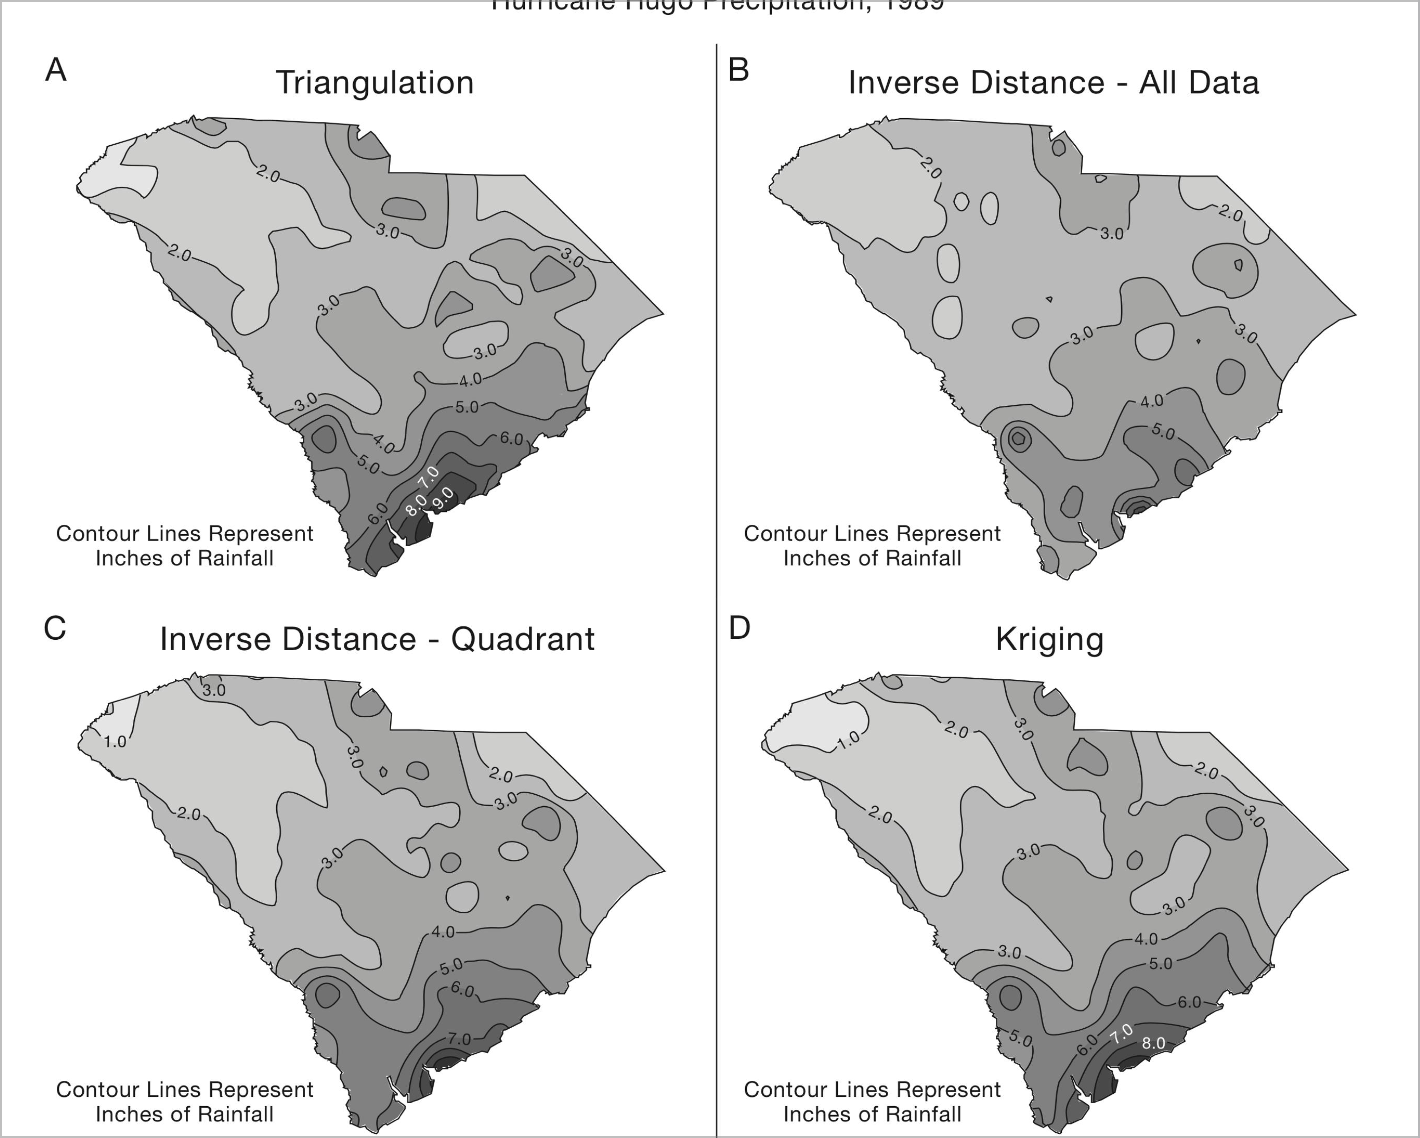 Hurricane Hugo Precipitation, 1989
A
Triangulation
2.0
2.0
3.0
3.0
3.0
3.0
3.0
4.0
5.0
4.0
5.0
6.0
7.0
6.0
8.0
9.0
Contour Lines Represent
Inches of Rainfall
B
Inverse Distance - All Data
2.0
2.0
3.0
3.0
3.0
4.0
5.0
Contour Lines Represent
Inches of Rainfall
C
Inverse Distance - Quadrant
3.0
1.0
3.0
2.0
3.0
2.0
3.0
4.0
5.0
6.0
7.0
Contour Lines Represent
Inches of Rainfall
D
Kriging
1.0
2.0
3.0
2.0
2.0
3.0
3.0
3.0
3.0
4.0
5.0
6.0
5.0
6.0
7.0
8.0
Contour Lines Represent
Inches of Rainfall